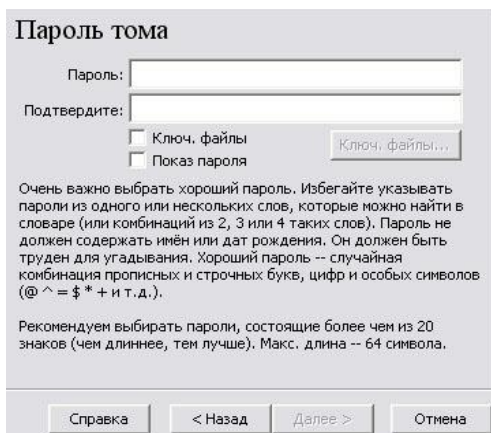 Пароль тома
Пароль:
Подтвердите:
Ключ. файлы
Ключ. файлы...
Показ пароля
Очень важно выбрать хороший пароль. Избегайте указывать
пароли из одного или нескольких слов, которые можно найти в
словаре (или комбинаций из 2, 3 или 4 таких слов). Пароль не
должен содержать имён или дат рождения. Он должен быть
труден для угадывания. Хороший пароль -- случайная
комбинация прописных и строчных букв, цифр и особых символов
(@ ^ = $ * + и т.д.).
Рекомендуем выбирать пароли, состоящие более чем из 20
знаков (чем длиннее, тем лучше). Макс. длина -- 64 символа.
Справка
< Назад
Далее >
Отмена